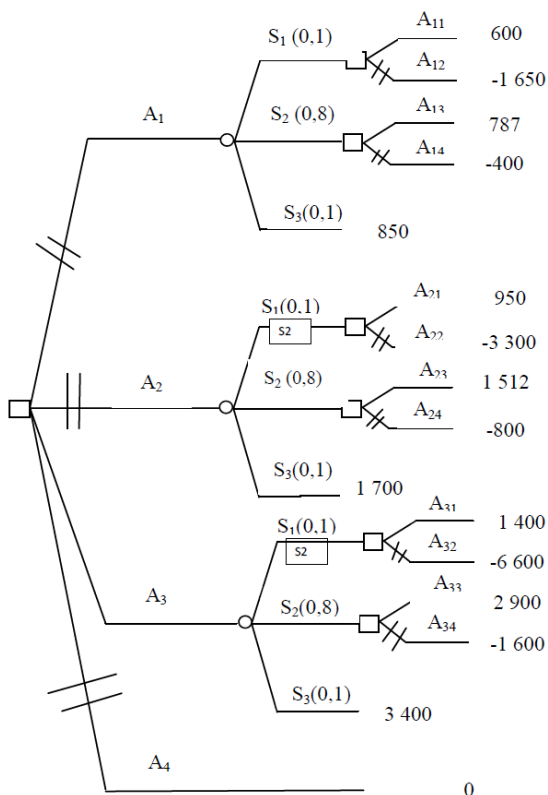 A₁₁ 600
S₁ (0,1) A₁₂ -1 650
A₁ S₂ (0,8) A₁₃ 787
A₁₄ -400
S₃(0,1) 850
S₁(0,1) A₂₁ 950
S2 A₂₂ -3 300
A₂ S₂ (0,8) A₂₃ 1 512
A₂₄ -800
S₃(0,1) 1 700
S₁(0,1) A₃₁ 1 400
S2 A₃₂ -6 600
A₃ S₂(0,8) A₃₃ 2 900
A₃₄ -1 600
S₃(0,1) 3 400
A₄ 0